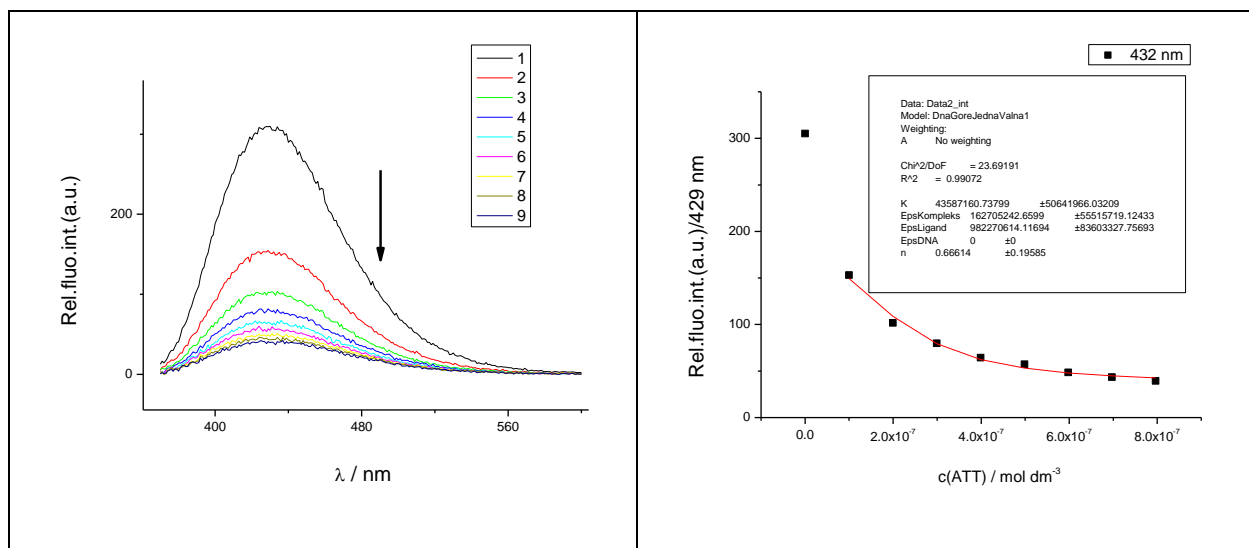 1
2
3
4
5
6
7
8
9
Rel.fluo.int.(a.u.)
200
0
400 480 560
λ / nm
432 nm
Data: Data2_int
Model: DnaGoreJednaValna1
Weighting:
A No weighting
Chi^2/DoF = 23.69191
R^2 = 0.99072
K 43587160.73799 ±50641966.03209
EpsKompleks 162705242.6599 ±55515719.12433
EpsLigand 982270614.11694 ±83603327.75693
EpsDNA 0 ±0
n 0.66614 ±0.19585
Rel.fluo.int.(a.u.)/429 nm
300
200
100
0
0.0 2.0x10⁻⁷ 4.0x10⁻⁷ 6.0x10⁻⁷ 8.0x10⁻⁷
c(ATT) / mol dm⁻³